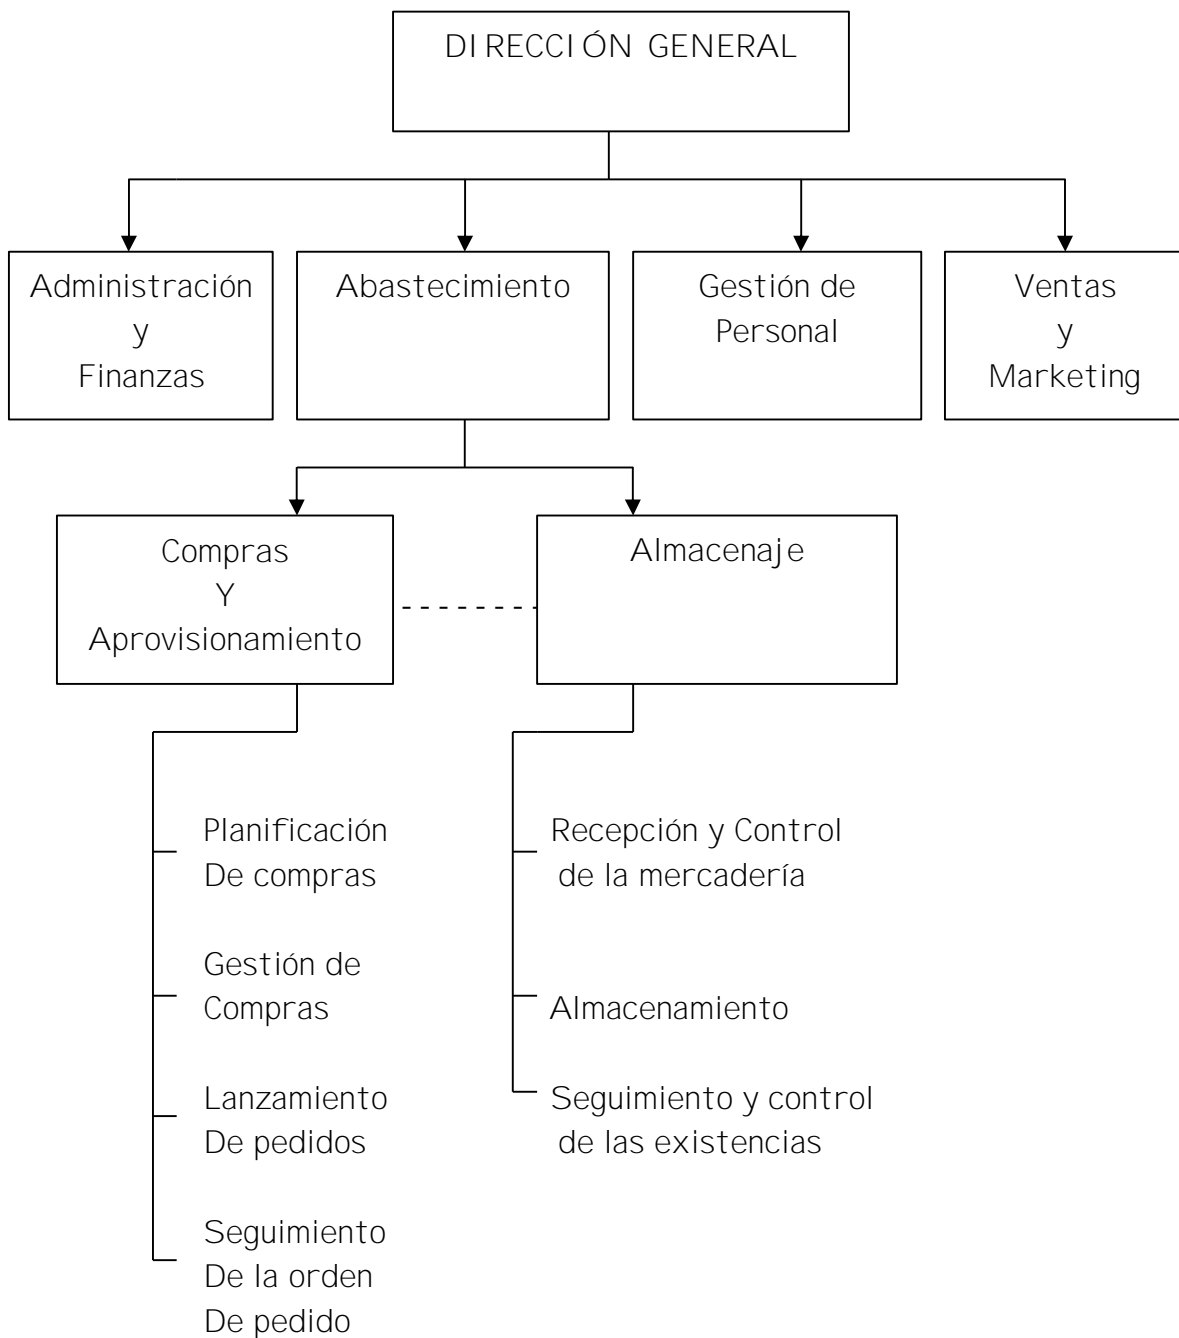 DIRECCIÓN GENERAL
Administración
y
Finanzas
Abastecimiento
Gestión de
Personal
Ventas
y
Marketing
Compras
Y
Aprovisionamiento
Almacenaje
Planificación
De compras
Gestión de
Compras
Lanzamiento
De pedidos
Seguimiento
De la orden
De pedido
Recepción y Control
de la mercadería
Almacenamiento
Seguimiento y control
de las existencias